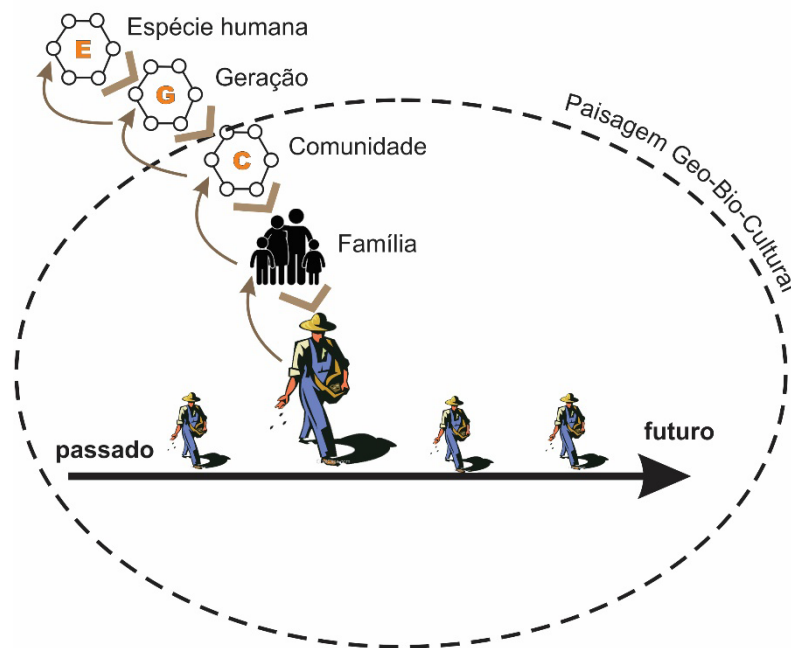 E
Espécie humana
G
Geração
C
Comunidade
Família
Paisagem Geo-Bio-Cultural
passado
futuro